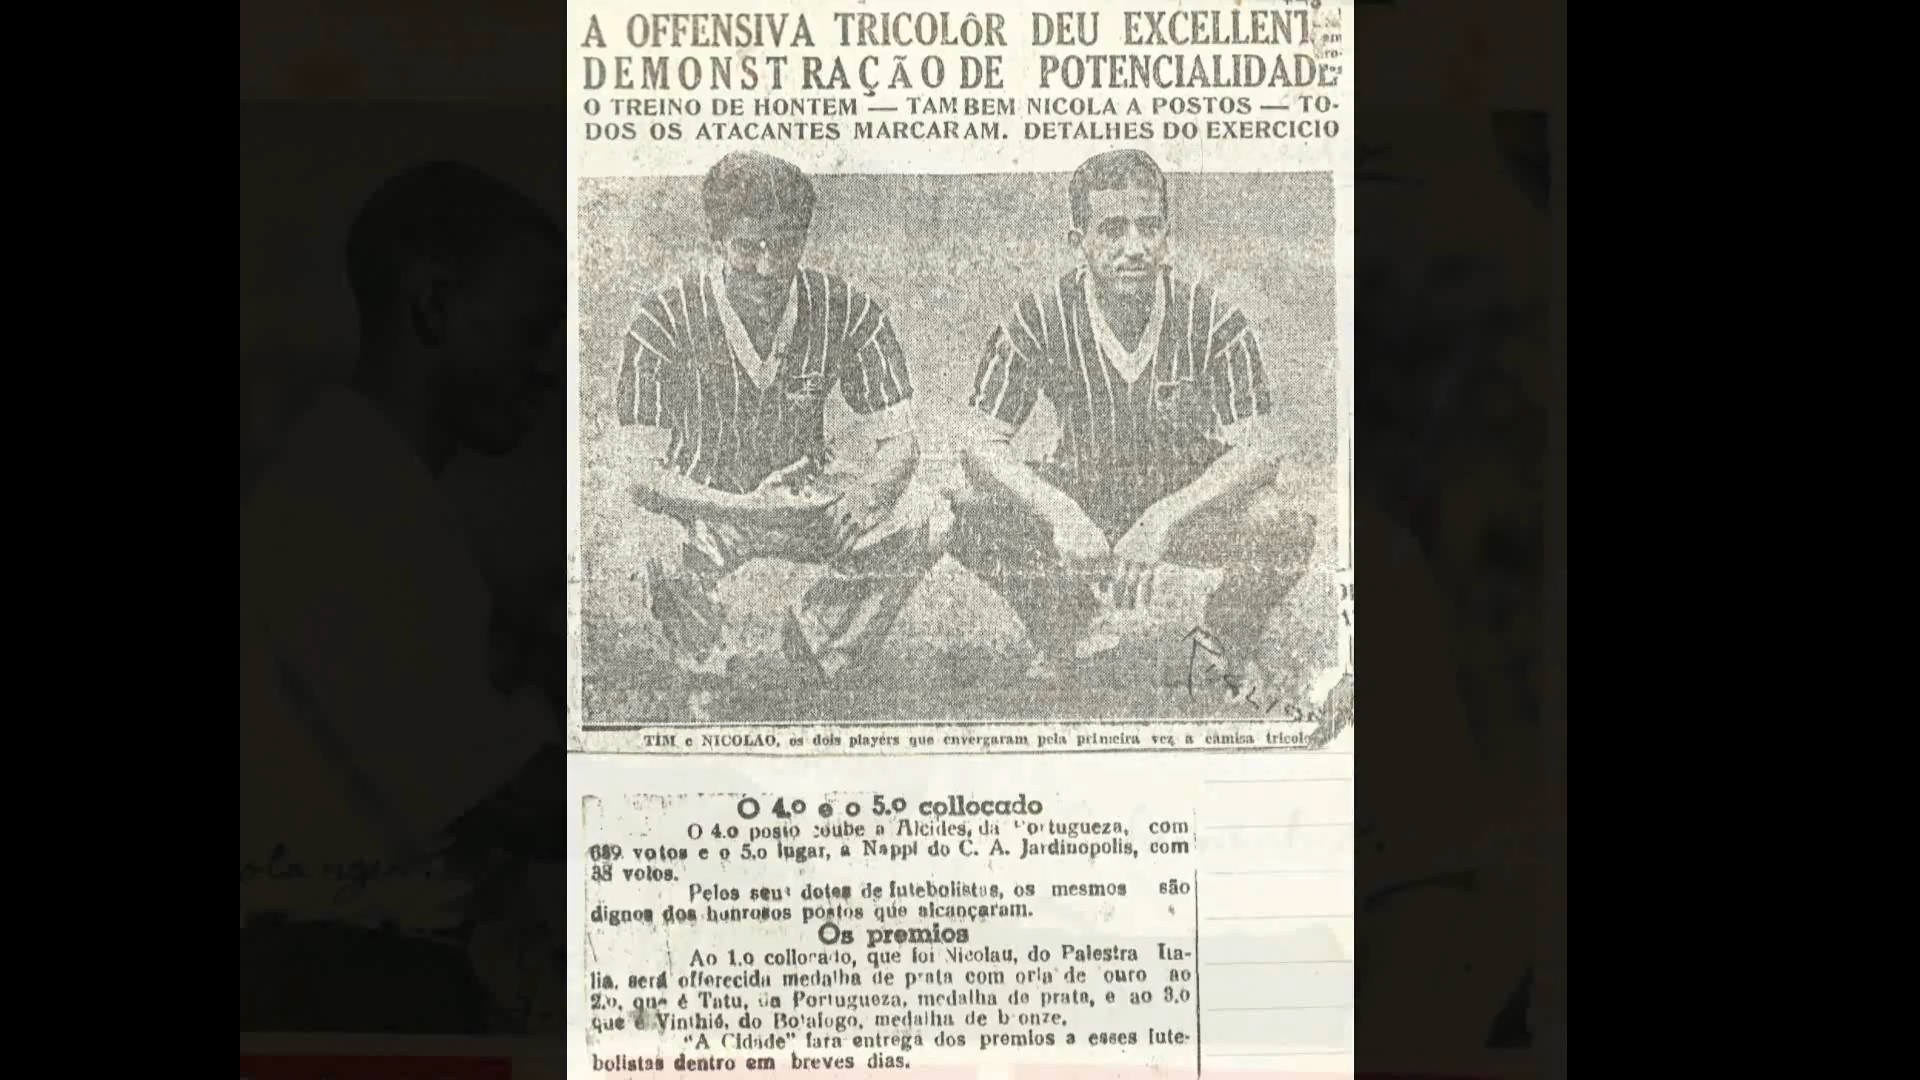 A OFFENSIVA TRICOLÔR DEU EXCELLENT
DEMONSTRAÇÃO DE POTENCIALIDADE
O TREINO DE HONTEM — TAMBEM NICOLA A POSTOS — TO-
DOS OS ATACANTES MARCARAM. DETALHES DO EXERCICIO
TIM e NICOLAO, os dois players que envergaram pela primeira vez a camisa tricolo
O 4.o e o 5.o collocado
O 4.o posto coube a Alcides, da Portugueza, com
689 votos e o 5.o lugar, a Nappi do C. A. Jardinopolis, com
38 votos.
Pelos seus dotes de futebolistas, os mesmos são
dignos dos honrosos postos que alcançaram.
Os premios
Ao 1.o collocado, que foi Nicolau, do Palestra Ita-
lia, será offerecida medalha de prata com orla de ouro ao
2.o, que é Tatu, da Portugueza, medalha de prata, e ao 3.o
que é Vinthié, do Botafogo, medalha de bronze.
"A Cidade" fara entrega dos premios a esses fute-
bolistas dentro em breves dias.